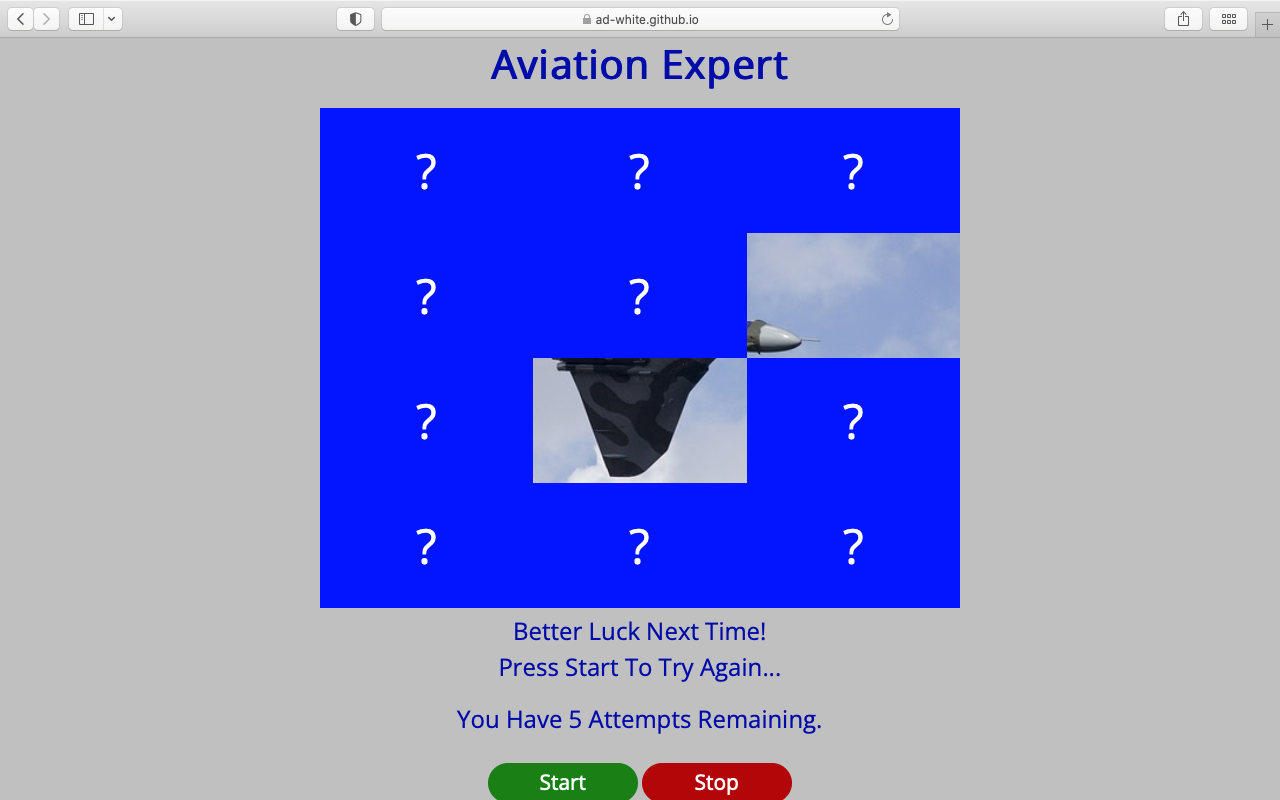 ad-white.github.io
Aviation Expert
? ? ?
? ?
? ?
? ? ?
Better Luck Next Time!
Press Start To Try Again...
You Have 5 Attempts Remaining.
Start Stop